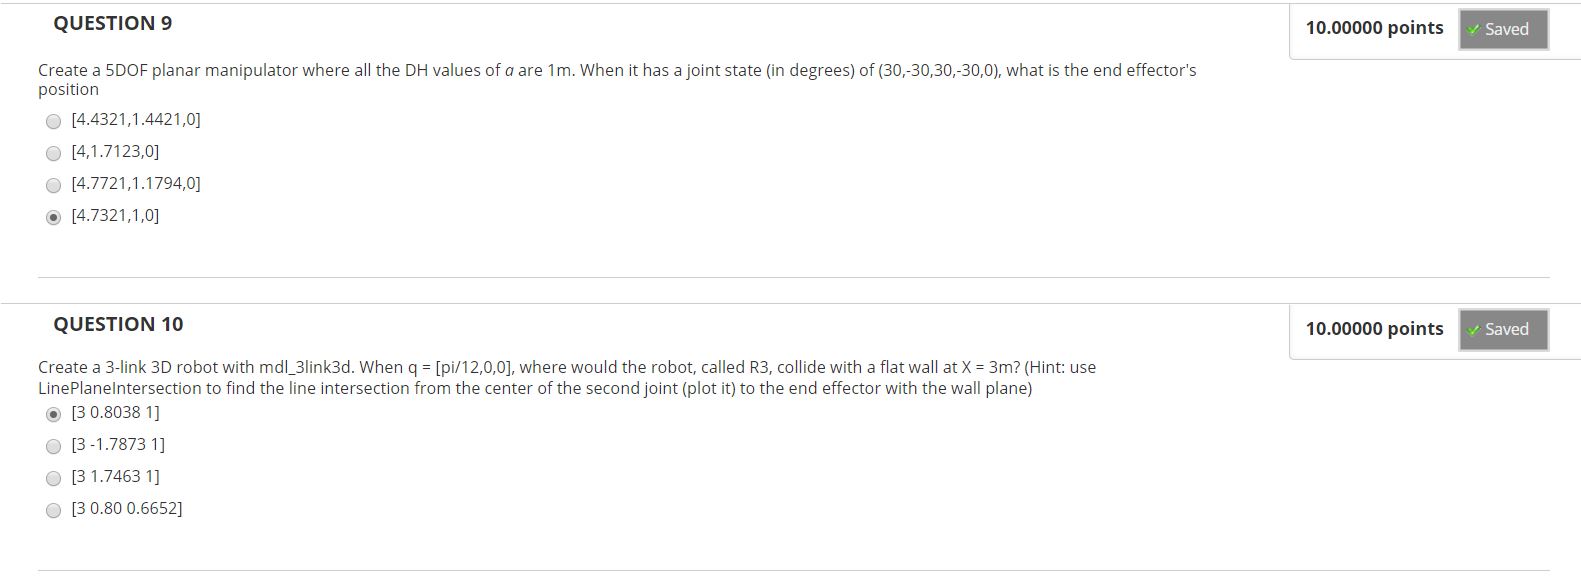 QUESTION 9
10.00000 points
Saved
Create a 5DOF planar manipulator where all the DH values of a are 1m. When it has a joint state (in degrees) of (30,-30,30,-30,0), what is the end effector's
position
[4.4321,1.4421,0]
[4,1.7123,0]
[4.7721,1.1794,0]
[4.7321,1,0]
QUESTION 10
10.00000 points
Saved
Create a 3-link 3D robot with mdl_3link3d. When q = [pi/12,0,0], where would the robot, called R3, collide with a flat wall at X = 3m? (Hint: use
LinePlaneIntersection to find the line intersection from the center of the second joint (plot it) to the end effector with the wall plane)
[3 0.8038 1]
[3 -1.7873 1]
[3 1.7463 1]
[3 0.80 0.6652]